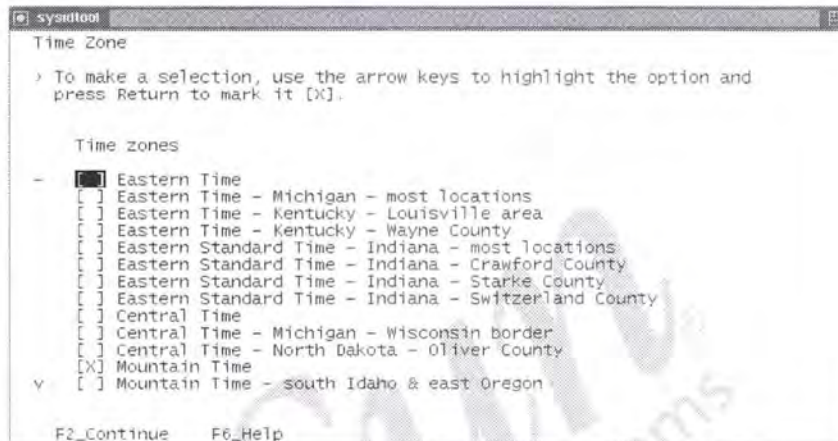 sysidtool
Time Zone
› To make a selection, use the arrow keys to highlight the option and
press Return to mark it [X].
Time zones
– [ ] Eastern Time
[ ] Eastern Time – Michigan – most locations
[ ] Eastern Time – Kentucky – Louisville area
[ ] Eastern Time – Kentucky – Wayne County
[ ] Eastern Standard Time – Indiana – most locations
[ ] Eastern Standard Time – Indiana – Crawford County
[ ] Eastern Standard Time – Indiana – Starke County
[ ] Eastern Standard Time – Indiana – Switzerland County
[ ] Central Time
[ ] Central Time – Michigan – Wisconsin border
[ ] Central Time – North Dakota – Oliver County
[X] Mountain Time
v [ ] Mountain Time – south Idaho & east Oregon
F2_Continue F6_Help